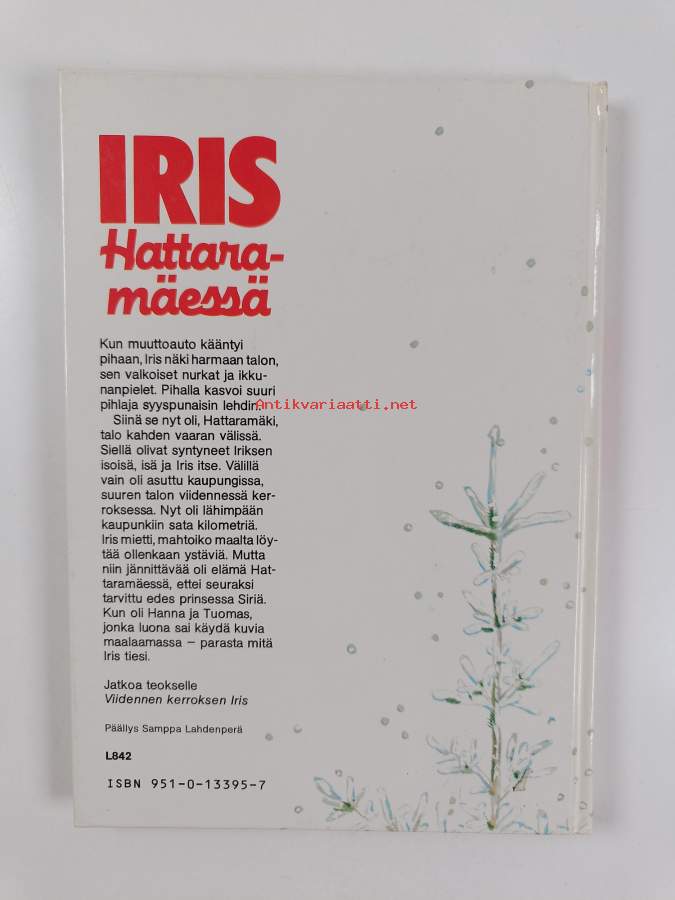 IRIS
Hattara-
mäessä
Kun muuttoauto kääntyi
pihaan, Iris näki harmaan talon,
sen valkoiset nurkat ja ikku-
nanpielet. Pihalla kasvoi suuri
pihlaja syyspunaisin lehdin.
Antikvariaatti.net
Siinä se nyt oli, Hattaramäki,
talo kahden vaaran välissä.
Siellä olivat syntyneet Iriksen
isoisä, isä ja Iris itse. Välillä
vain oli asuttu kaupungissa,
suuren talon viidennessä ker-
roksessa. Nyt oli lähimpään
kaupunkiin sata kilometriä.
Iris mietti, mahtoiko maalta löy-
tää ollenkaan ystäviä. Mutta
niin jännittävää oli elämä Hat-
taramäessä, ettei seuraksi
tarvittu edes prinsessa Siriä.
Kun oli Hanna ja Tuomas,
jonka luona sai käydä kuvia
maalaamassa – parasta mitä
Iris tiesi.
Jatkoa teokselle
Viidennen kerroksen Iris
Päällys Samppa Lahdenperä
L842
ISBN 951-0-13395-7